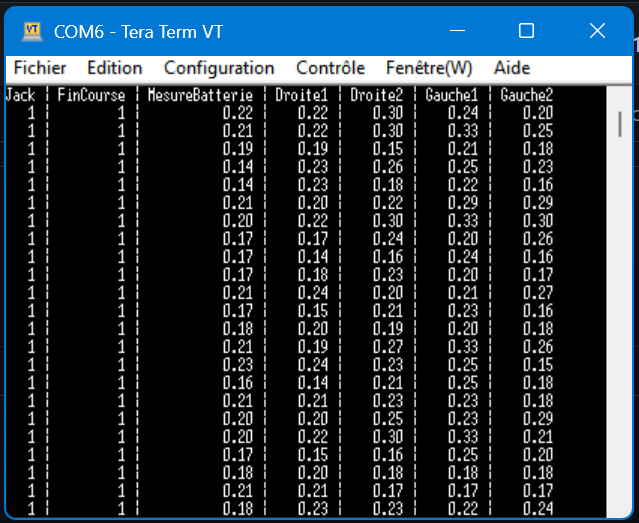 COM6 - Tera Term VT
Fichier Edition Configuration Contrôle Fenêtre(W) Aide
Jack ¦ FinCourse ¦ MesureBatterie ¦ Droite1 ¦ Droite2 ¦ Gauche1 ¦ Gauche2
1 ¦ 1 ¦ 0.22 ¦ 0.22 ¦ 0.30 ¦ 0.24 ¦ 0.20
1 ¦ 1 ¦ 0.21 ¦ 0.22 ¦ 0.30 ¦ 0.33 ¦ 0.25
1 ¦ 1 ¦ 0.19 ¦ 0.19 ¦ 0.15 ¦ 0.21 ¦ 0.18
1 ¦ 1 ¦ 0.14 ¦ 0.23 ¦ 0.26 ¦ 0.25 ¦ 0.23
1 ¦ 1 ¦ 0.14 ¦ 0.23 ¦ 0.18 ¦ 0.22 ¦ 0.16
1 ¦ 1 ¦ 0.21 ¦ 0.20 ¦ 0.22 ¦ 0.29 ¦ 0.29
1 ¦ 1 ¦ 0.20 ¦ 0.22 ¦ 0.30 ¦ 0.33 ¦ 0.30
1 ¦ 1 ¦ 0.17 ¦ 0.17 ¦ 0.24 ¦ 0.20 ¦ 0.26
1 ¦ 1 ¦ 0.17 ¦ 0.14 ¦ 0.16 ¦ 0.24 ¦ 0.16
1 ¦ 1 ¦ 0.17 ¦ 0.18 ¦ 0.23 ¦ 0.20 ¦ 0.17
1 ¦ 1 ¦ 0.21 ¦ 0.24 ¦ 0.20 ¦ 0.21 ¦ 0.27
1 ¦ 1 ¦ 0.17 ¦ 0.15 ¦ 0.21 ¦ 0.23 ¦ 0.16
1 ¦ 1 ¦ 0.18 ¦ 0.20 ¦ 0.19 ¦ 0.20 ¦ 0.18
1 ¦ 1 ¦ 0.21 ¦ 0.19 ¦ 0.27 ¦ 0.33 ¦ 0.26
1 ¦ 1 ¦ 0.23 ¦ 0.24 ¦ 0.23 ¦ 0.25 ¦ 0.15
1 ¦ 1 ¦ 0.16 ¦ 0.14 ¦ 0.21 ¦ 0.25 ¦ 0.18
1 ¦ 1 ¦ 0.21 ¦ 0.21 ¦ 0.23 ¦ 0.23 ¦ 0.18
1 ¦ 1 ¦ 0.20 ¦ 0.20 ¦ 0.25 ¦ 0.23 ¦ 0.29
1 ¦ 1 ¦ 0.20 ¦ 0.22 ¦ 0.30 ¦ 0.33 ¦ 0.21
1 ¦ 1 ¦ 0.17 ¦ 0.15 ¦ 0.16 ¦ 0.25 ¦ 0.20
1 ¦ 1 ¦ 0.18 ¦ 0.20 ¦ 0.18 ¦ 0.18 ¦ 0.18
1 ¦ 1 ¦ 0.21 ¦ 0.21 ¦ 0.17 ¦ 0.17 ¦ 0.17
1 ¦ 1 ¦ 0.18 ¦ 0.23 ¦ 0.23 ¦ 0.22 ¦ 0.24